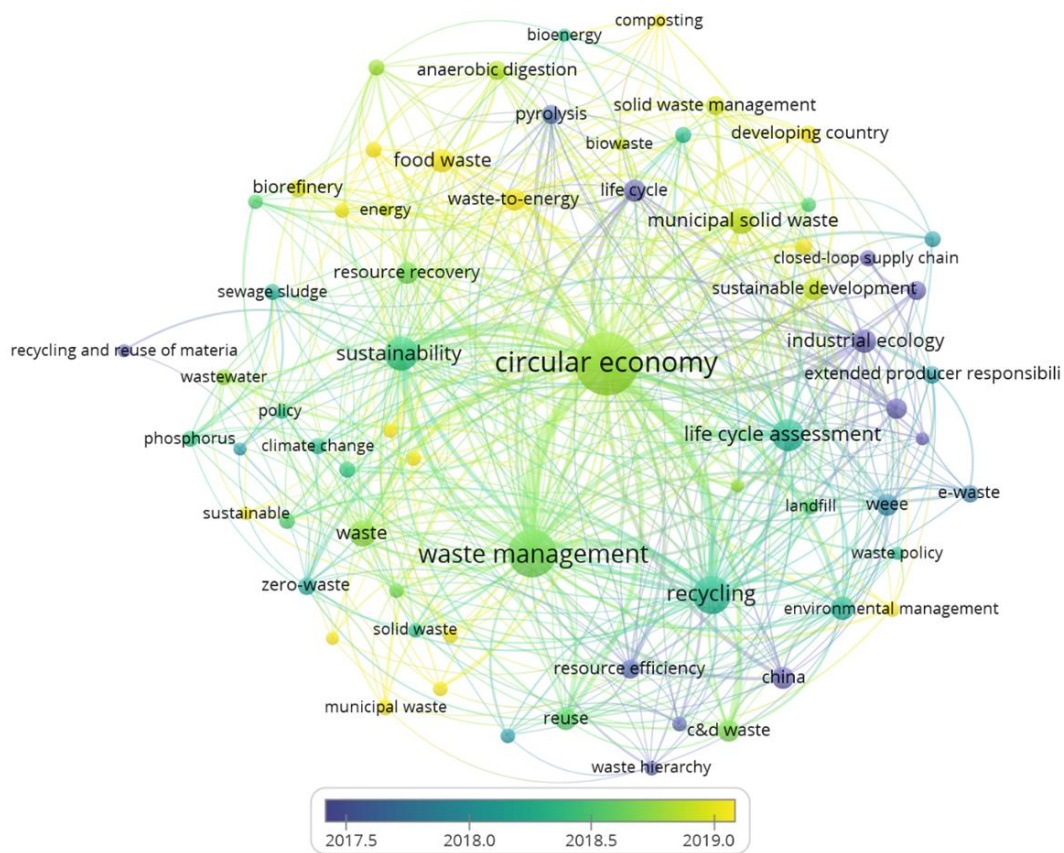 composting
bioenergy
anaerobic digestion
solid waste management
pyrolysis
developing country
biowaste
food waste
biorefinery
life cycle
waste-to-energy
energy
municipal solid waste
closed-loop supply chain
resource recovery
sustainable development
sewage sludge
industrial ecology
recycling and reuse of materia
sustainability
circular economy
wastewater
extended producer responsibili
policy
phosphorus
climate change
life cycle assessment
e-waste
sustainable
landfill
weee
waste
waste management
waste policy
zero-waste
recycling
environmental management
solid waste
resource efficiency
china
municipal waste
reuse
c&d waste
waste hierarchy
2017.5 2018.0 2018.5 2019.0